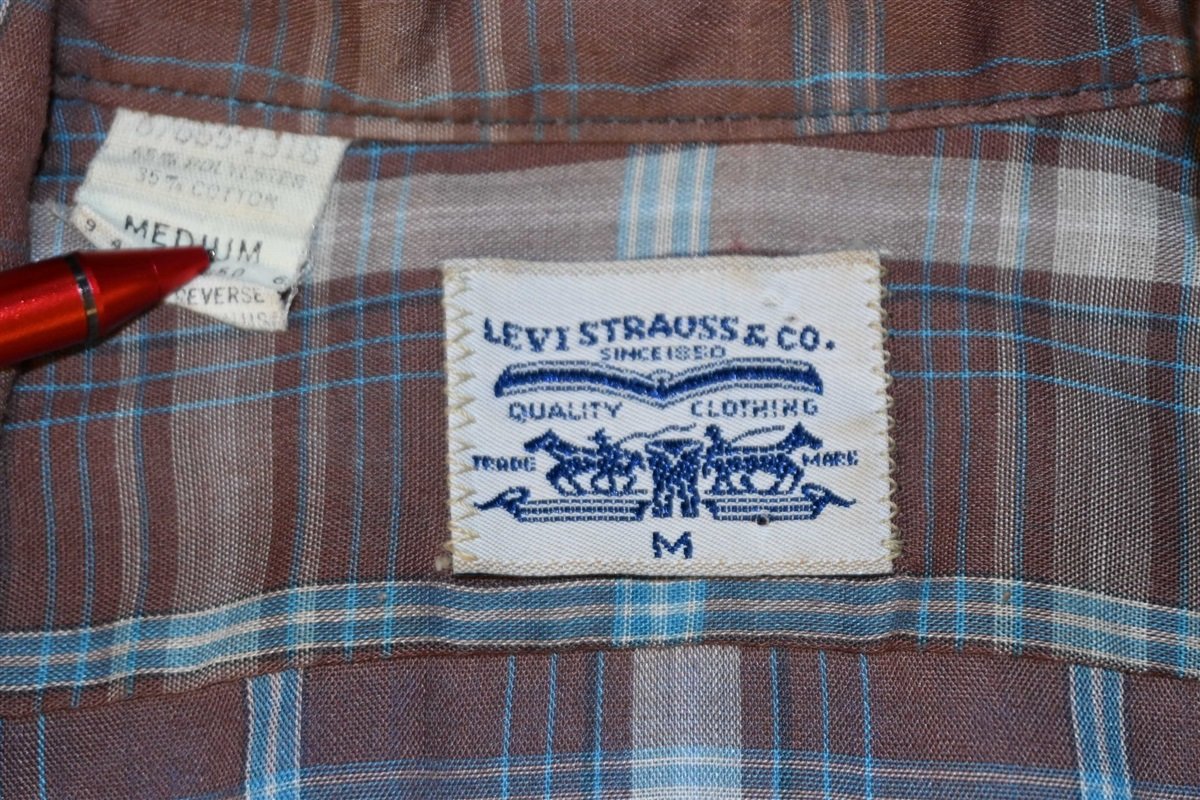 65% POLYESTER
35% COTTON
MEDIUM
REVERSE
LEVI STRAUSS & CO.
SINCE 1850
QUALITY CLOTHING
TRADE MARK
M